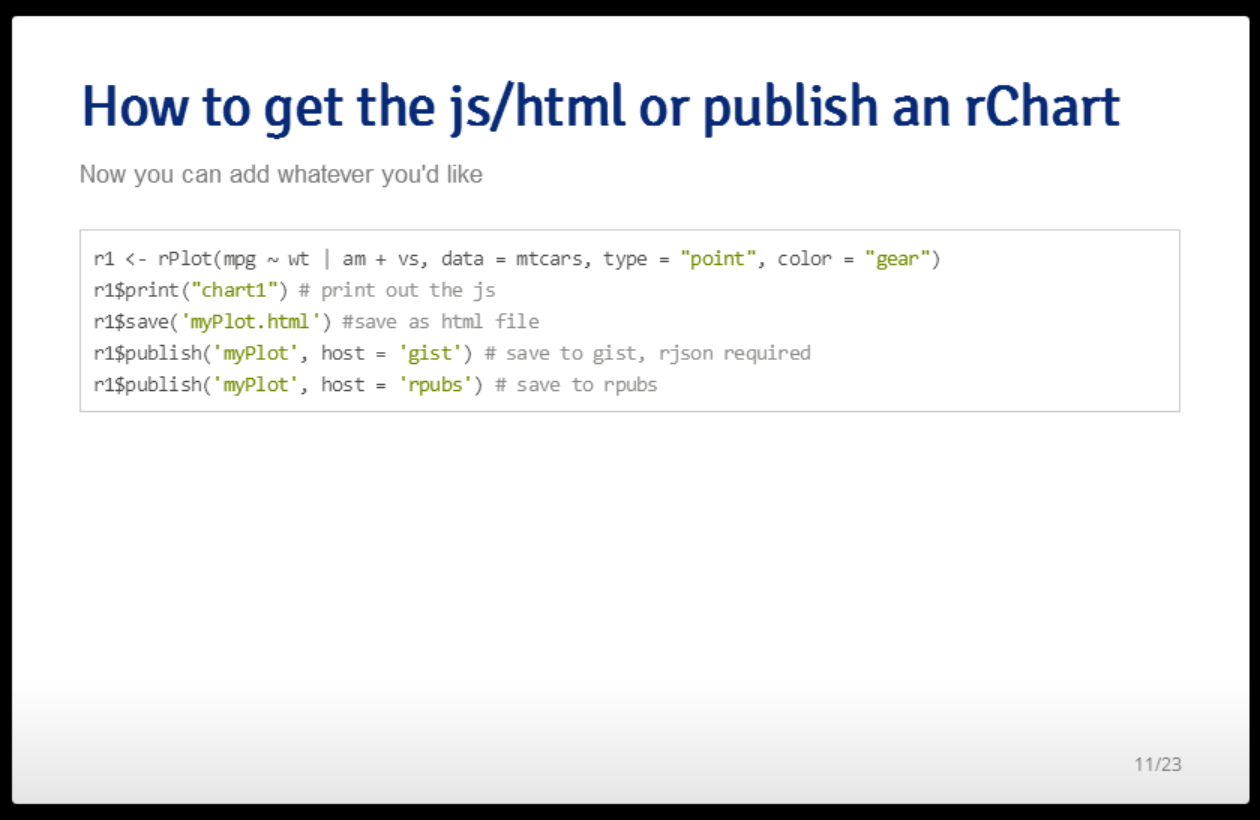 How to get the js/html or publish an rChart
Now you can add whatever you'd like
r1 <- rPlot(mpg ~ wt | am + vs, data = mtcars, type = "point", color = "gear")
r1$print("chart1") # print out the js
r1$save('myPlot.html') #save as html file
r1$publish('myPlot', host = 'gist') # save to gist, rjson required
r1$publish('myPlot', host = 'rpubs') # save to rpubs
11/23